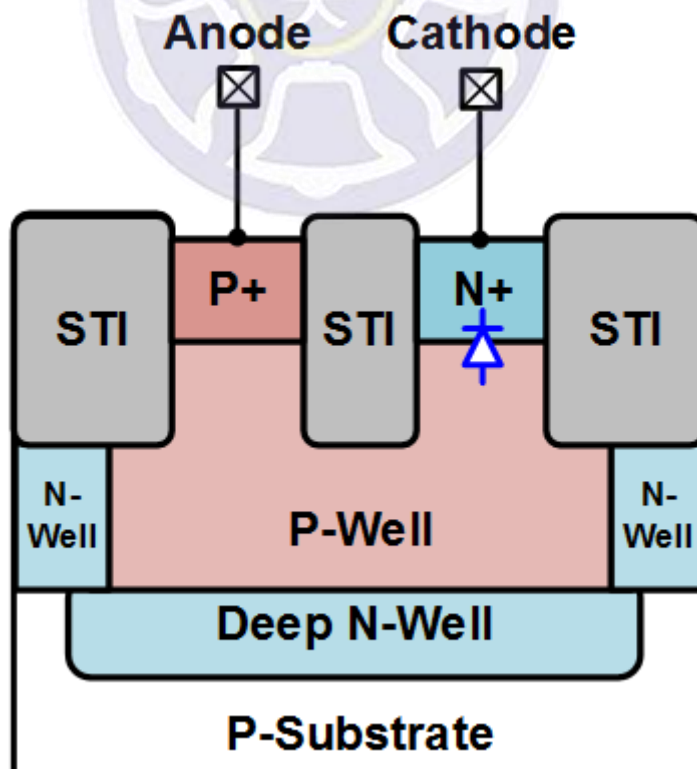 Anode Cathode
P+ N+
STI STI STI
N-
Well
N-
Well
P-Well
Deep N-Well
P-Substrate